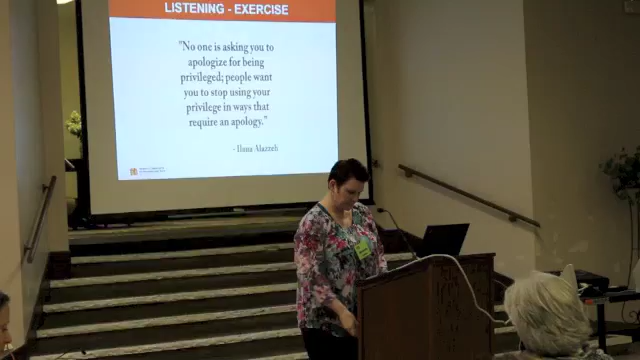 LISTENING - EXERCISE
"No one is asking you to
apologize for being
privileged; people want
you to stop using your
privilege in ways that
require an apology."
- Ilana Alazzeh